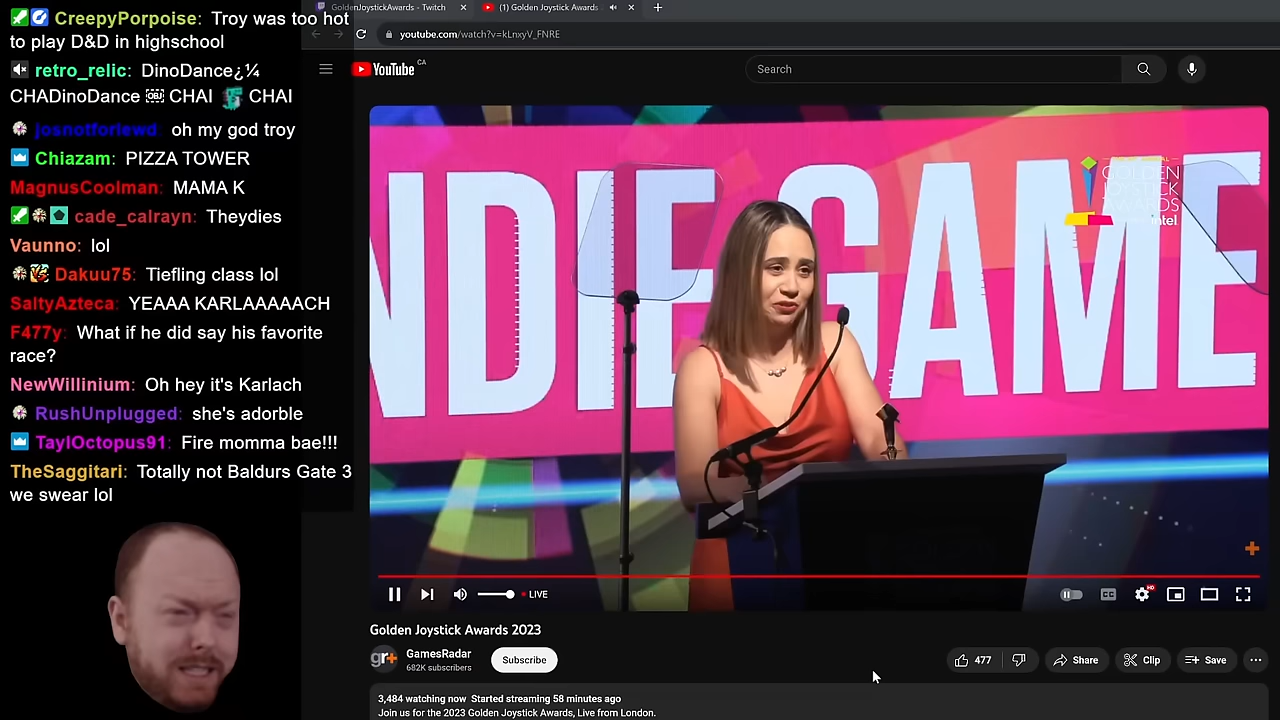 CreepyPorpoise: Troy was too hot
to play D&D in highschool
retro_relic: DinoDance¿¼
CHADinoDance OBJ CHAI CHAI
josnotforlewd: oh my god troy
Chiazam: PIZZA TOWER
MagnusCoolman: MAMA K
cade_calrayn: Theydies
Vaunno: lol
Dakuu75: Tiefling class lol
SaltyAzteca: YEAAA KARLAAAAACH
F477y: What if he did say his favorite
race?
NewWillinium: Oh hey it's Karlach
RushUnplugged: she's adorble
TaylOctopus91: Fire momma bae!!!
TheSaggitari: Totally not Baldurs Gate 3
we swear lol
GoldenJoystickAwards - Twitch
(1) Golden Joystick Awards
youtube.com/watch?v=kLnxyV_FNRE
YouTube CA
Search
NDIE GAME
GOLDEN
JOYSTICK
AWARDS
intel
LIVE
CC
HD
Golden Joystick Awards 2023
gr+
GamesRadar
682K subscribers
Subscribe
477
Share
Clip
Save
3,484 watching now Started streaming 58 minutes ago
Join us for the 2023 Golden Joystick Awards, Live from London.